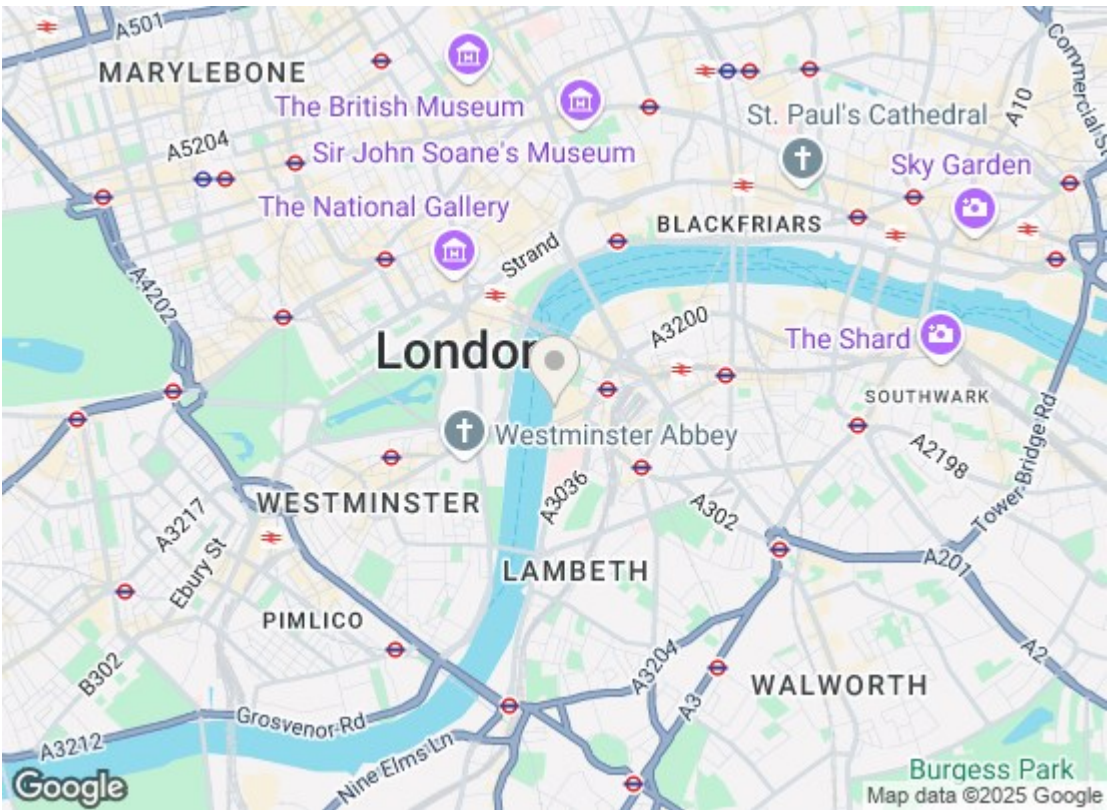 A501
MARYLEBONE
The British Museum
St. Paul's Cathedral
A10
Commercial St
A5204
Sir John Soane's Museum
Sky Garden
The National Gallery
BLACKFRIARS
Strand
A4202
A3200
The Shard
London
SOUTHWARK
Westminster Abbey
A2198
Tower Bridge Rd
WESTMINSTER
A3036
A302
A3217
Ebury St
LAMBETH
A201
PIMLICO
A2
B302
A3204
A3
WALWORTH
Grosvenor Rd
A3212
Nine Elms Ln
Burgess Park
Google
Map data ©2025 Google